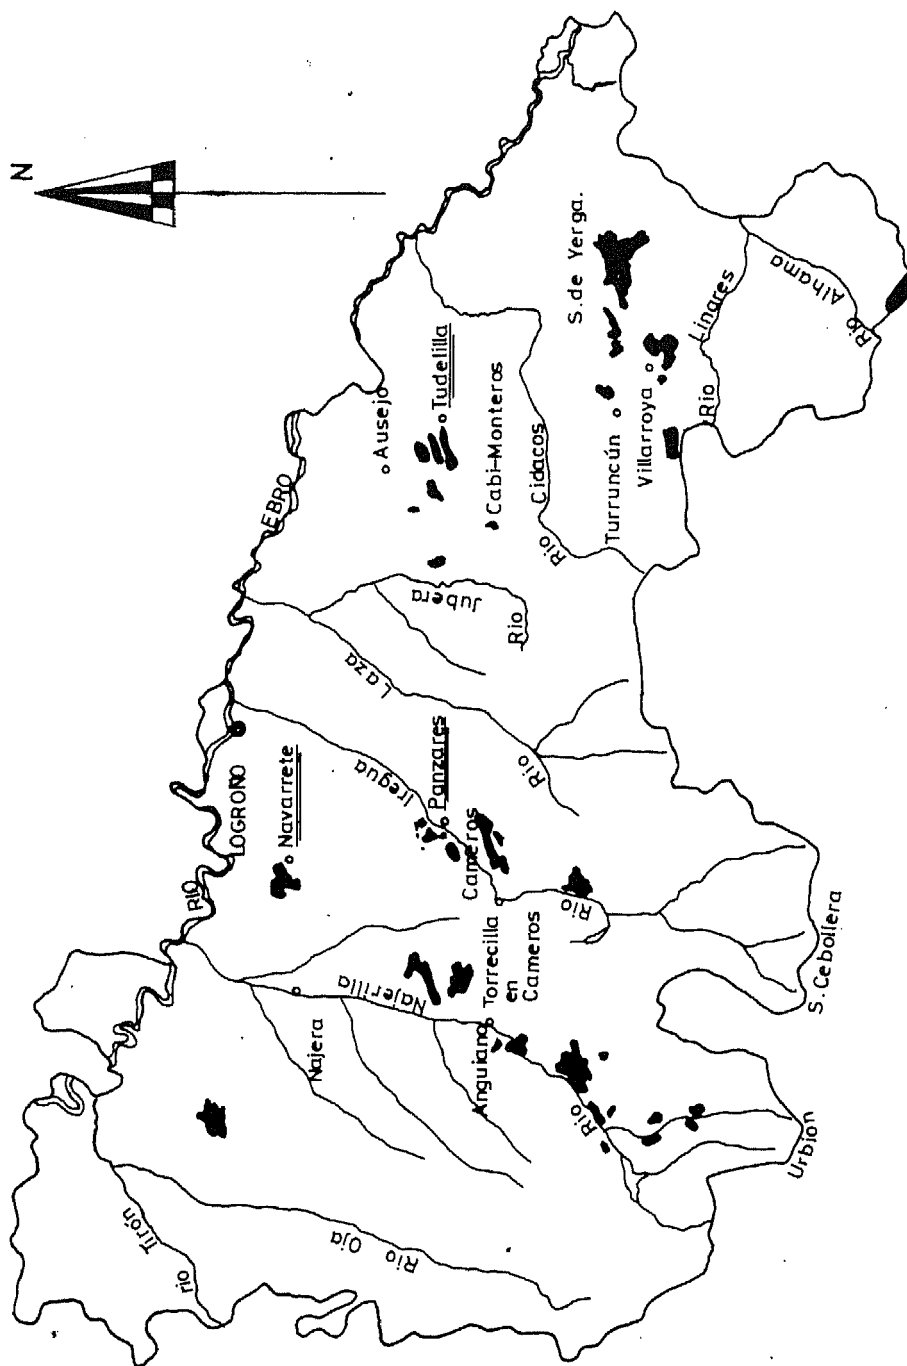 N
RIO
EBRO
LOGROÑO
Navarrete
Ausejo
Tudelilla
Cabi-Monteros
Cidacos
Rio
S. de Yerga.
Turruncún
Villarroya
Rio
Linares
Alhama
Rio
Jubera
Rio
Laza
Rio
Iregua
Rio
Panzares
Cameros
Torrecilla
en
Cameros
Najerilla
Rio
Najera
Anguiano
Tirón
rio
Oja
Rio
S. Cebollera
Urbion